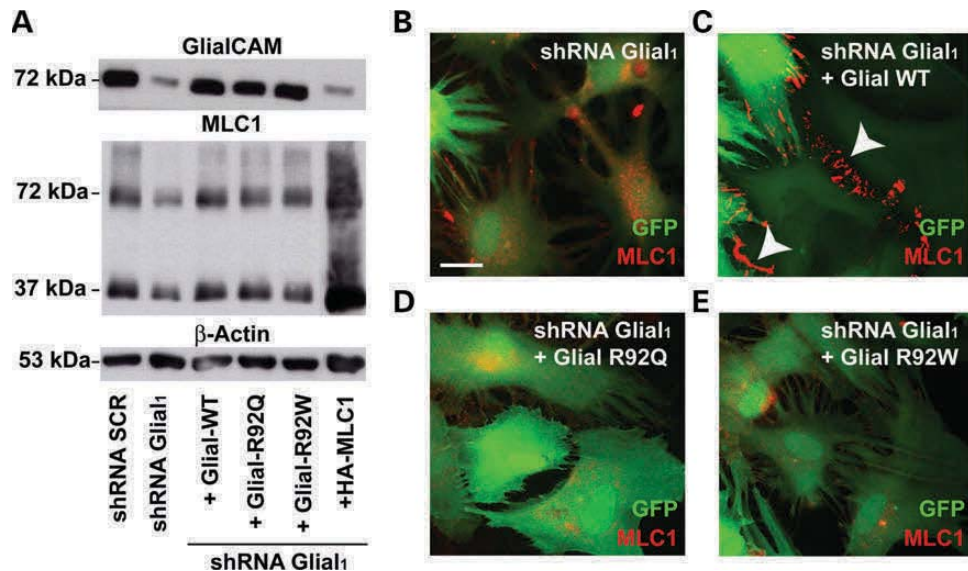 A
GlialCAM
72 kDa
MLC1
72 kDa
37 kDa
β-Actin
53 kDa
shRNA SCR
shRNA Glial1
+ Glial-WT
+ Glial-R92Q
+ Glial-R92W
+HA-MLC1
shRNA Glial1
B
shRNA Glial1
GFP
MLC1
C
shRNA Glial1
+ Glial WT
GFP
MLC1
D
shRNA Glial1
+ Glial R92Q
GFP
MLC1
E
shRNA Glial1
+ Glial R92W
GFP
MLC1